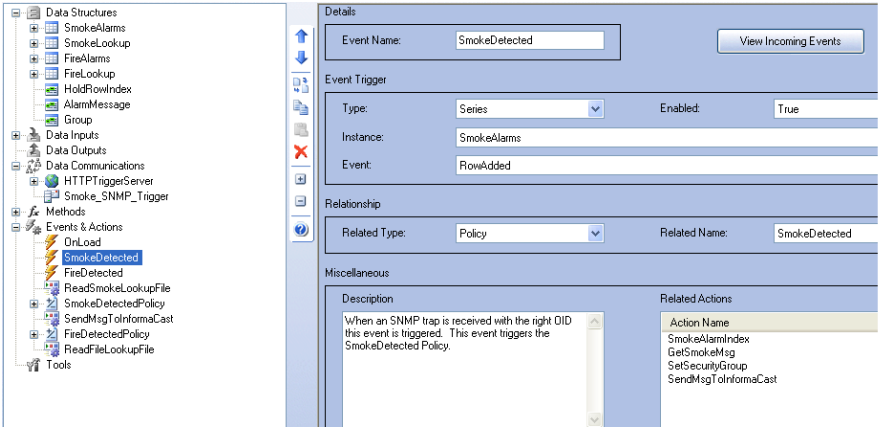 Data Structures
SmokeAlarms
SmokeLookup
FireAlarms
FireLookup
HoldRowIndex
AlarmMessage
Group
Data Inputs
Data Outputs
Data Communications
HTTPTriggerServer
Smoke_SNMP_Trigger
Methods
Events & Actions
OnLoad
SmokeDetected
FireDetected
ReadSmokeLookupFile
SmokeDetectedPolicy
SendMsgToInformaCast
FireDetectedPolicy
ReadFileLookupFile
Tools
Details
Event Name: SmokeDetected
View Incoming Events
Event Trigger
Type: Series Enabled: True
Instance: SmokeAlarms
Event: RowAdded
Relationship
Related Type: Policy Related Name: SmokeDetected
Miscellaneous
Description
When an SNMP trap is received with the right OID
this event is triggered. This event triggers the
SmokeDetected Policy.
Related Actions
Action Name
SmokeAlarmIndex
GetSmokeMsg
SetSecurityGroup
SendMsgToInformaCast